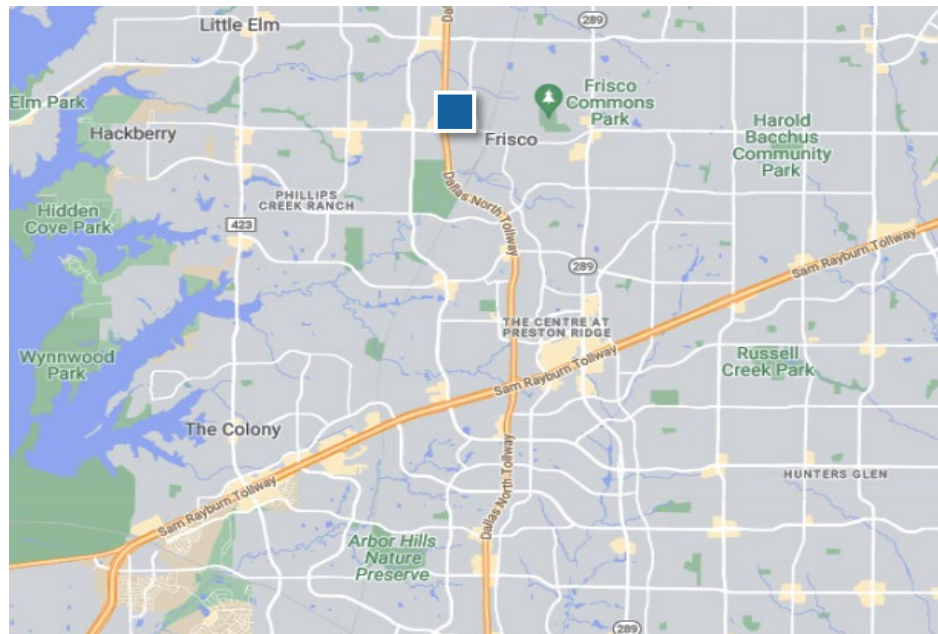 Little Elm
Dal
289
Elm Park
Hackberry
Frisco
Commons
Park
Frisco
Harold
Bacchus
Community
Park
PHILLIPS
CREEK RANCH
Dallas North Tollway
Hidden
Cove Park
423
289
Sam Rayburn Tollway
THE CENTRE AT
PRESTON RIDGE
Wynnwood
Park
Sam Rayburn Tollway
Russell
Creek Park
The Colony
Dallas North Tollway
HUNTERS GLEN
Sam Rayburn Tollway
Arbor Hills
Nature
Preserve
289